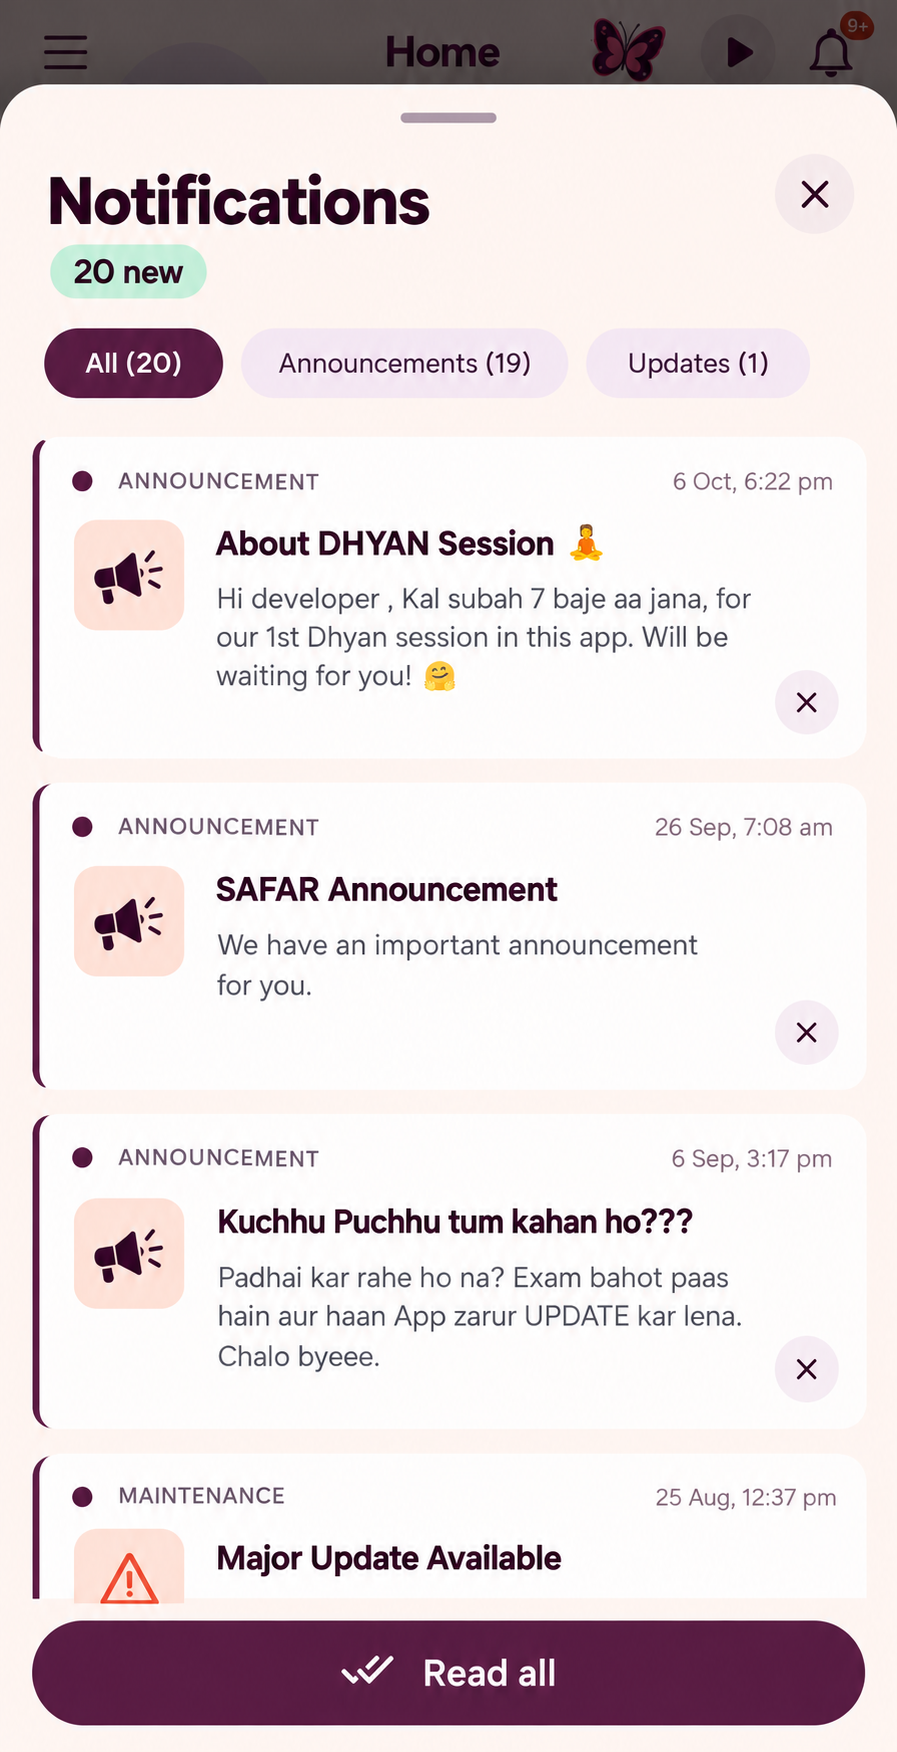 Home
9+
Notifications
20 new
All (20)
Announcements (19)
Updates (1)
ANNOUNCEMENT
6 Oct, 6:22 pm
About DHYAN Session 🧘
Hi developer , Kal subah 7 baje aa jana, for
our 1st Dhyan session in this app. Will be
waiting for you! 🤗
ANNOUNCEMENT
26 Sep, 7:08 am
SAFAR Announcement
We have an important announcement
for you.
ANNOUNCEMENT
6 Sep, 3:17 pm
Kuchhu Puchhu tum kahan ho???
Padhai kar rahe ho na? Exam bahot paas
hain aur haan App zarur UPDATE kar lena.
Chalo byeee.
MAINTENANCE
25 Aug, 12:37 pm
Major Update Available
Read all